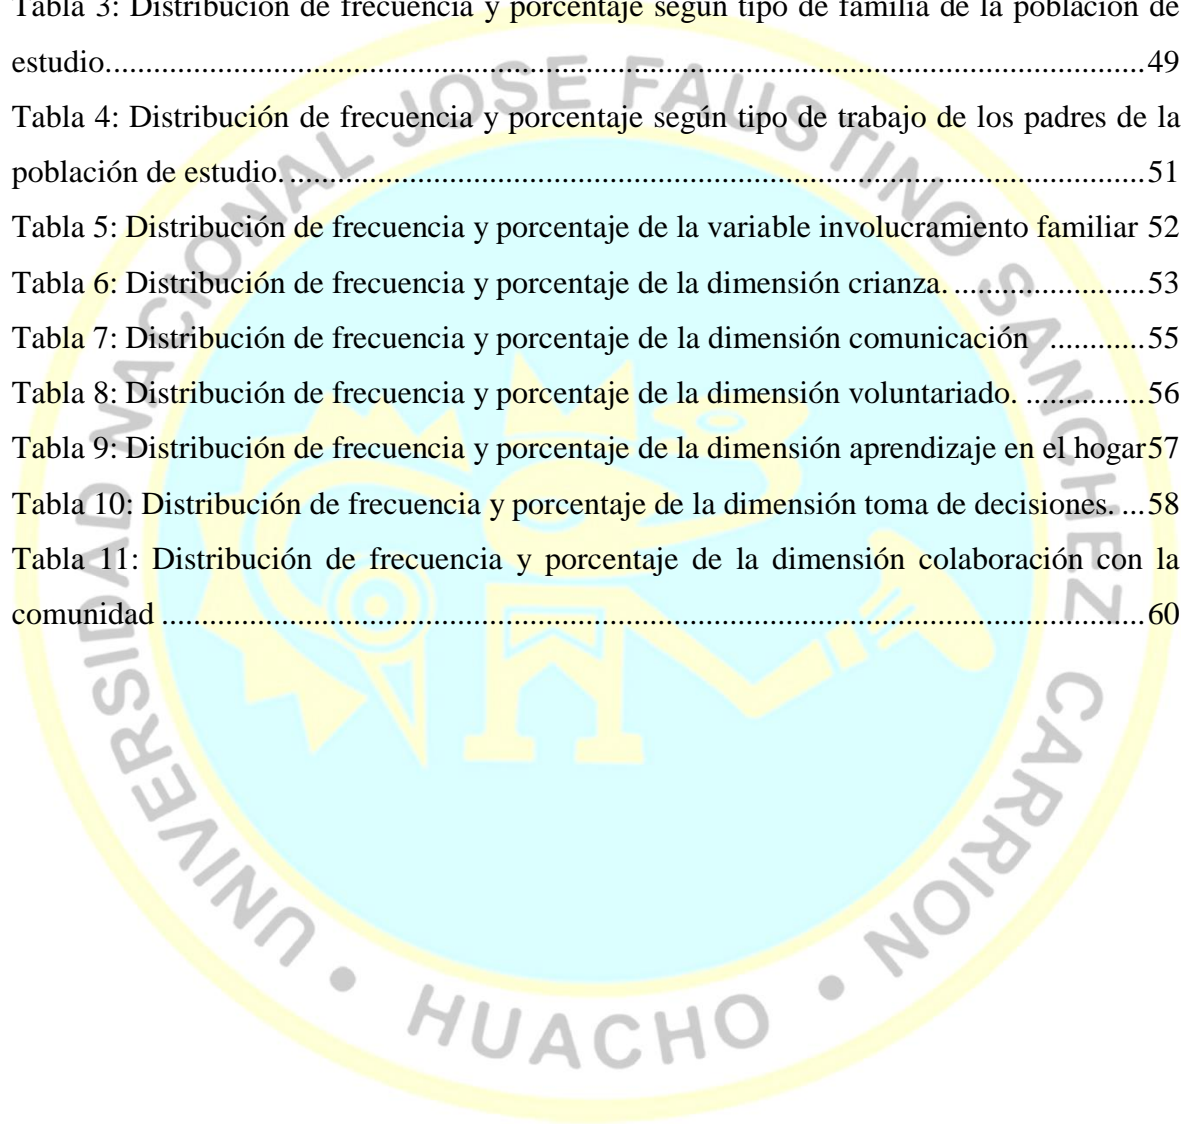 Tabla 3: Distribución de frecuencia y porcentaje según tipo de familia de la población de
estudio..................................................................................................................................49
Tabla 4: Distribución de frecuencia y porcentaje según tipo de trabajo de los padres de la
población de estudio............................................................................................................51
Tabla 5: Distribución de frecuencia y porcentaje de la variable involucramiento familiar 52
Tabla 6: Distribución de frecuencia y porcentaje de la dimensión crianza. ........................53
Tabla 7: Distribución de frecuencia y porcentaje de la dimensión comunicación ............55
Tabla 8: Distribución de frecuencia y porcentaje de la dimensión voluntariado. ...............56
Tabla 9: Distribución de frecuencia y porcentaje de la dimensión aprendizaje en el hogar57
Tabla 10: Distribución de frecuencia y porcentaje de la dimensión toma de decisiones. ...58
Tabla 11: Distribución de frecuencia y porcentaje de la dimensión colaboración con la
comunidad ...........................................................................................................................60
UNIVERSIDAD NACIONAL JOSE FAUSTINO SANCHEZ CARRION
• HUACHO •